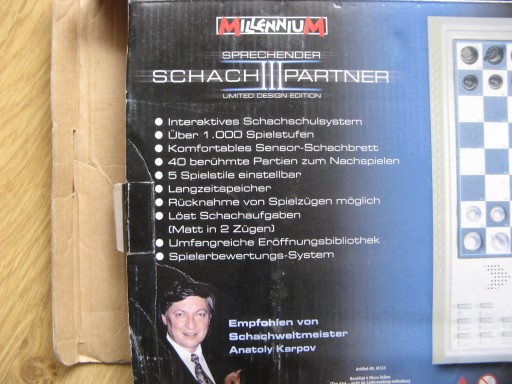 MILLENNIUM
SPRECHENDER
SCHACH III PARTNER
LIMITED DESIGN EDITION
Interaktives Schachschulsystem
Über 1.000 Spielstufen
Komfortables Sensor-Schachbrett
40 berühmte Partien zum Nachspielen
5 Spielstile einstellbar
Langzeitspeicher
Rücknahme von Spielzügen möglich
Löst Schachaufgaben
(Matt in 2 Zügen)
Umfangreiche Eröffnungsbibliothek
Spielerbewertungs-System
Empfohlen von
Schachweltmeister
Anatoly Karpov